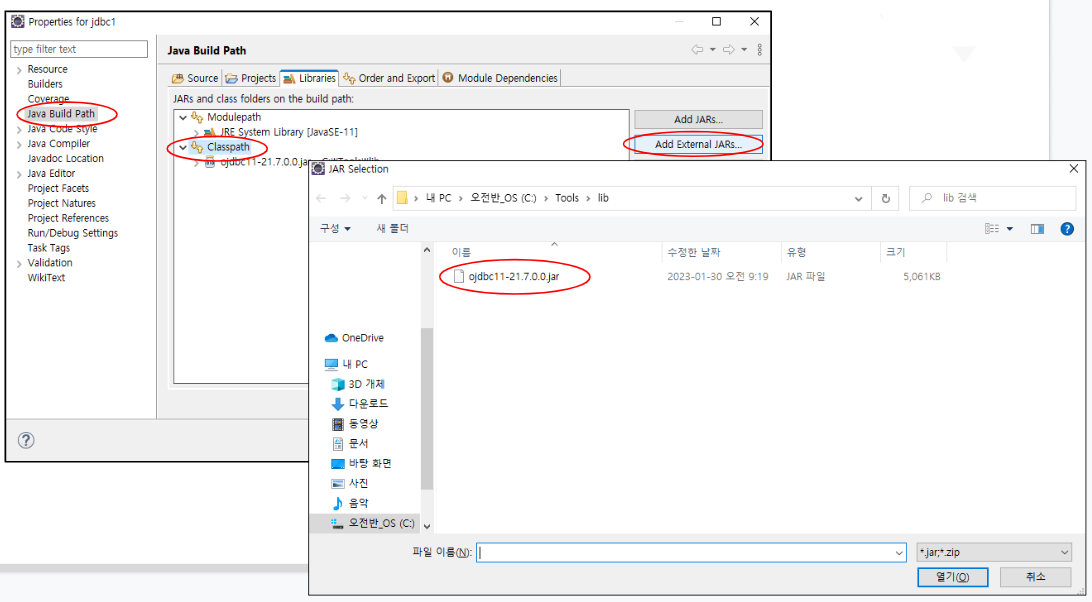 Properties for jdbc1
type filter text
Resource
Builders
Coverage
Java Build Path
Java Code Style
Java Compiler
Javadoc Location
Java Editor
Project Facets
Project Natures
Project References
Run/Debug Settings
Task Tags
Validation
WikiText
Java Build Path
Source Projects Libraries Order and Export Module Dependencies
JARs and class folders on the build path:
Modulepath
JRE System Library [JavaSE-11]
Classpath
ojdbc11-21.7.0.0.jar
Add JARs...
Add External JARs...
JAR Selection
내 PC > 오전반_OS (C:) > Tools > lib
lib 검색
구성 새 폴더
이름 수정한 날짜 유형 크기
ojdbc11-21.7.0.0.jar 2023-01-30 오전 9:19 JAR 파일 5,061KB
OneDrive
내 PC
3D 개체
다운로드
동영상
문서
바탕 화면
사진
음악
오전반_OS (C:)
파일 이름(N):
*.jar;*.zip
열기(O) 취소